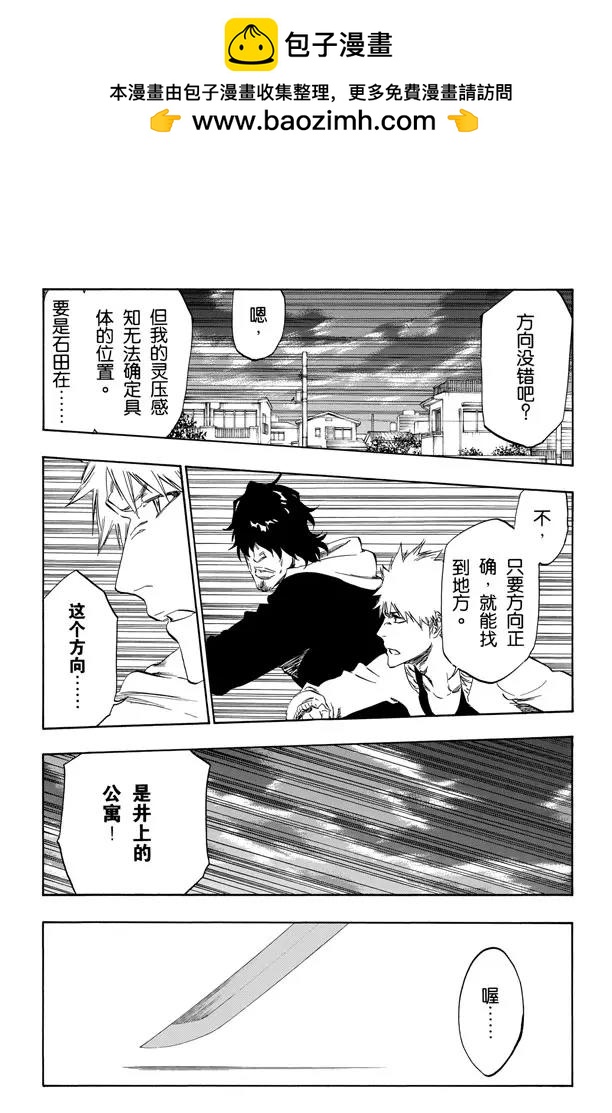 包子漫畫
本漫畫由包子漫畫收集整理，更多免費漫畫請訪問
👉 www.baozimh.com 👈
方向没错吧？
嗯，
但我的灵压感
知无法确定具
体的位置。
要是石田在……
不，
只要方向正
确，就能找
到地方。
这个方向……
是井上的
公寓！
喔……